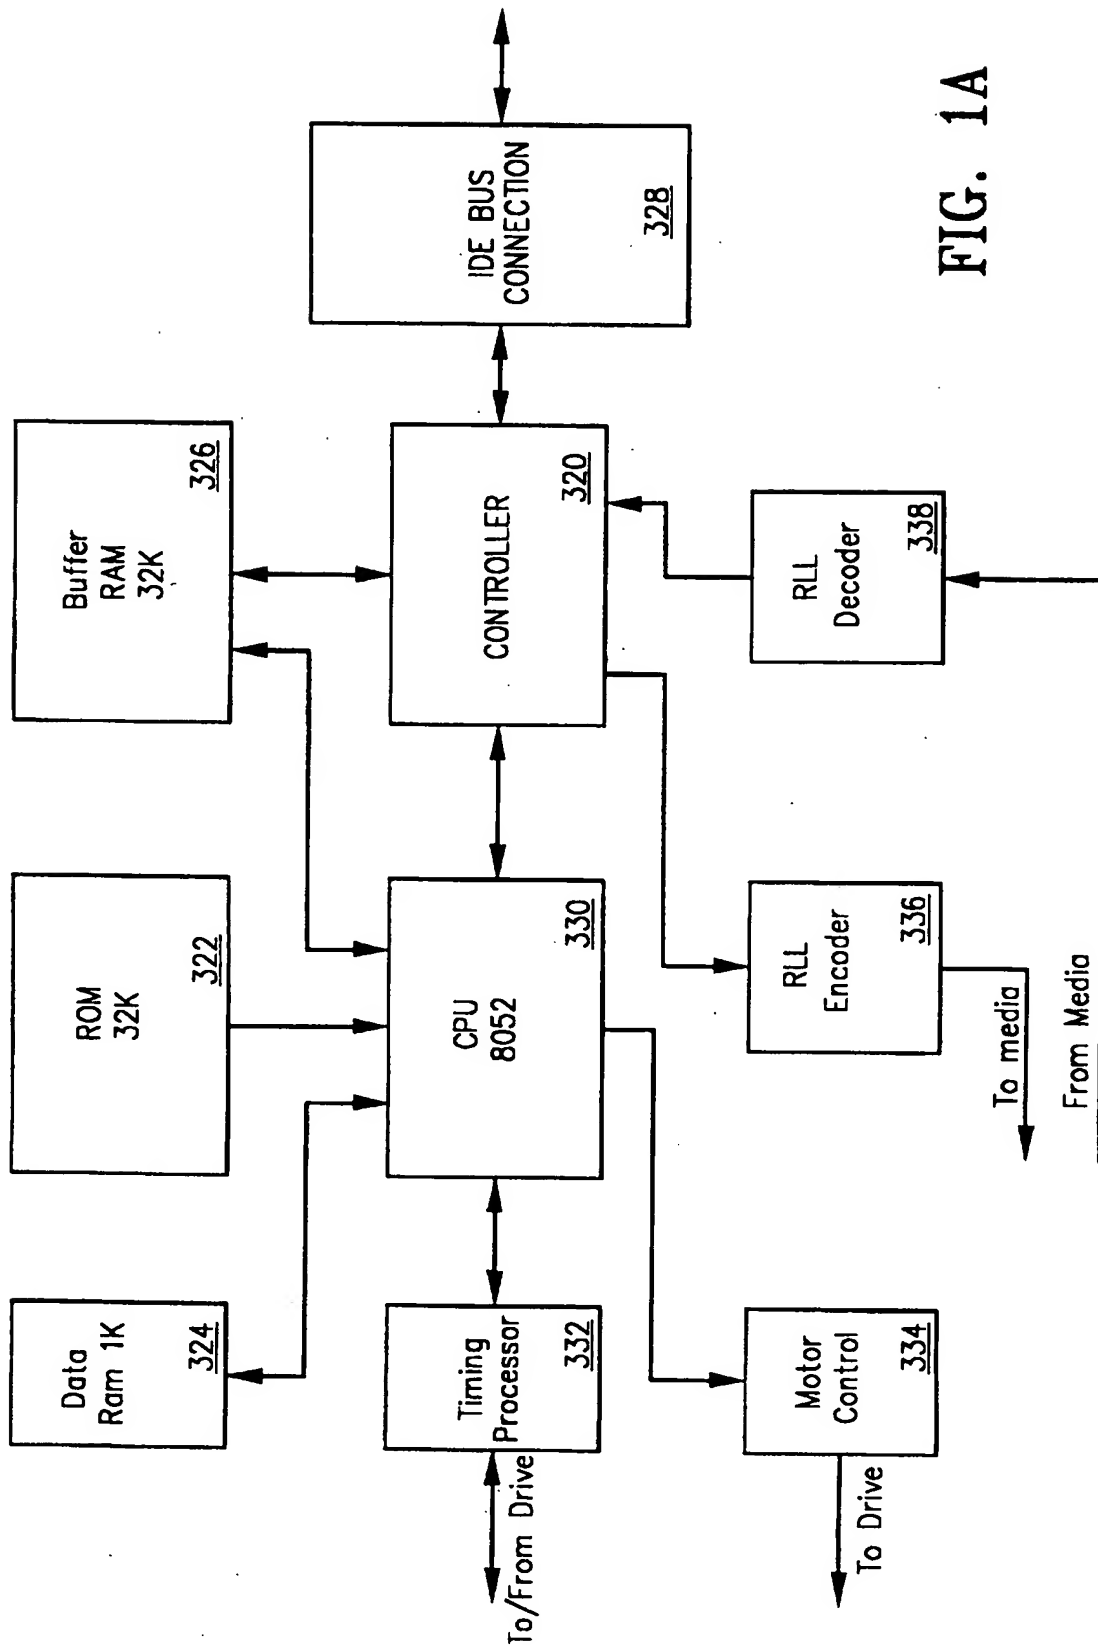 Data
Ram 1K
324
ROM
32K
322
Buffer
RAM
32K
326
Timing
Processor
332
To/From Drive
CPU
8052
330
CONTROLLER
320
IDE BUS
CONNECTION
328
Motor
Control
334
To Drive
RLL
Encoder
336
To media
RLL
Decoder
338
From Media
FIG. 1A